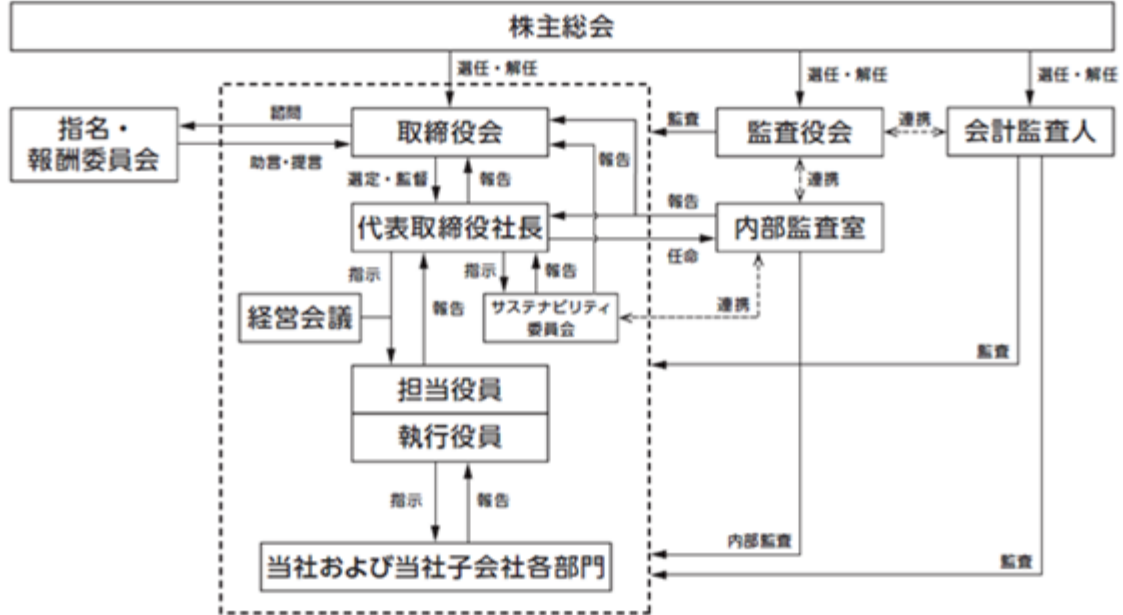 株主総会
選任・解任
選任・解任
選任・解任
指名・
報酬委員会
諮問
助言・提言
取締役会
監査
監査役会
連携
会計監査人
選定・監督
報告
報告
連携
代表取締役社長
報告
任命
内部監査室
指示
報告
指示
報告
連携
経営会議
サステナビリティ
委員会
監査
担当役員
執行役員
指示
報告
内部監査
監査
当社および当社子会社各部門